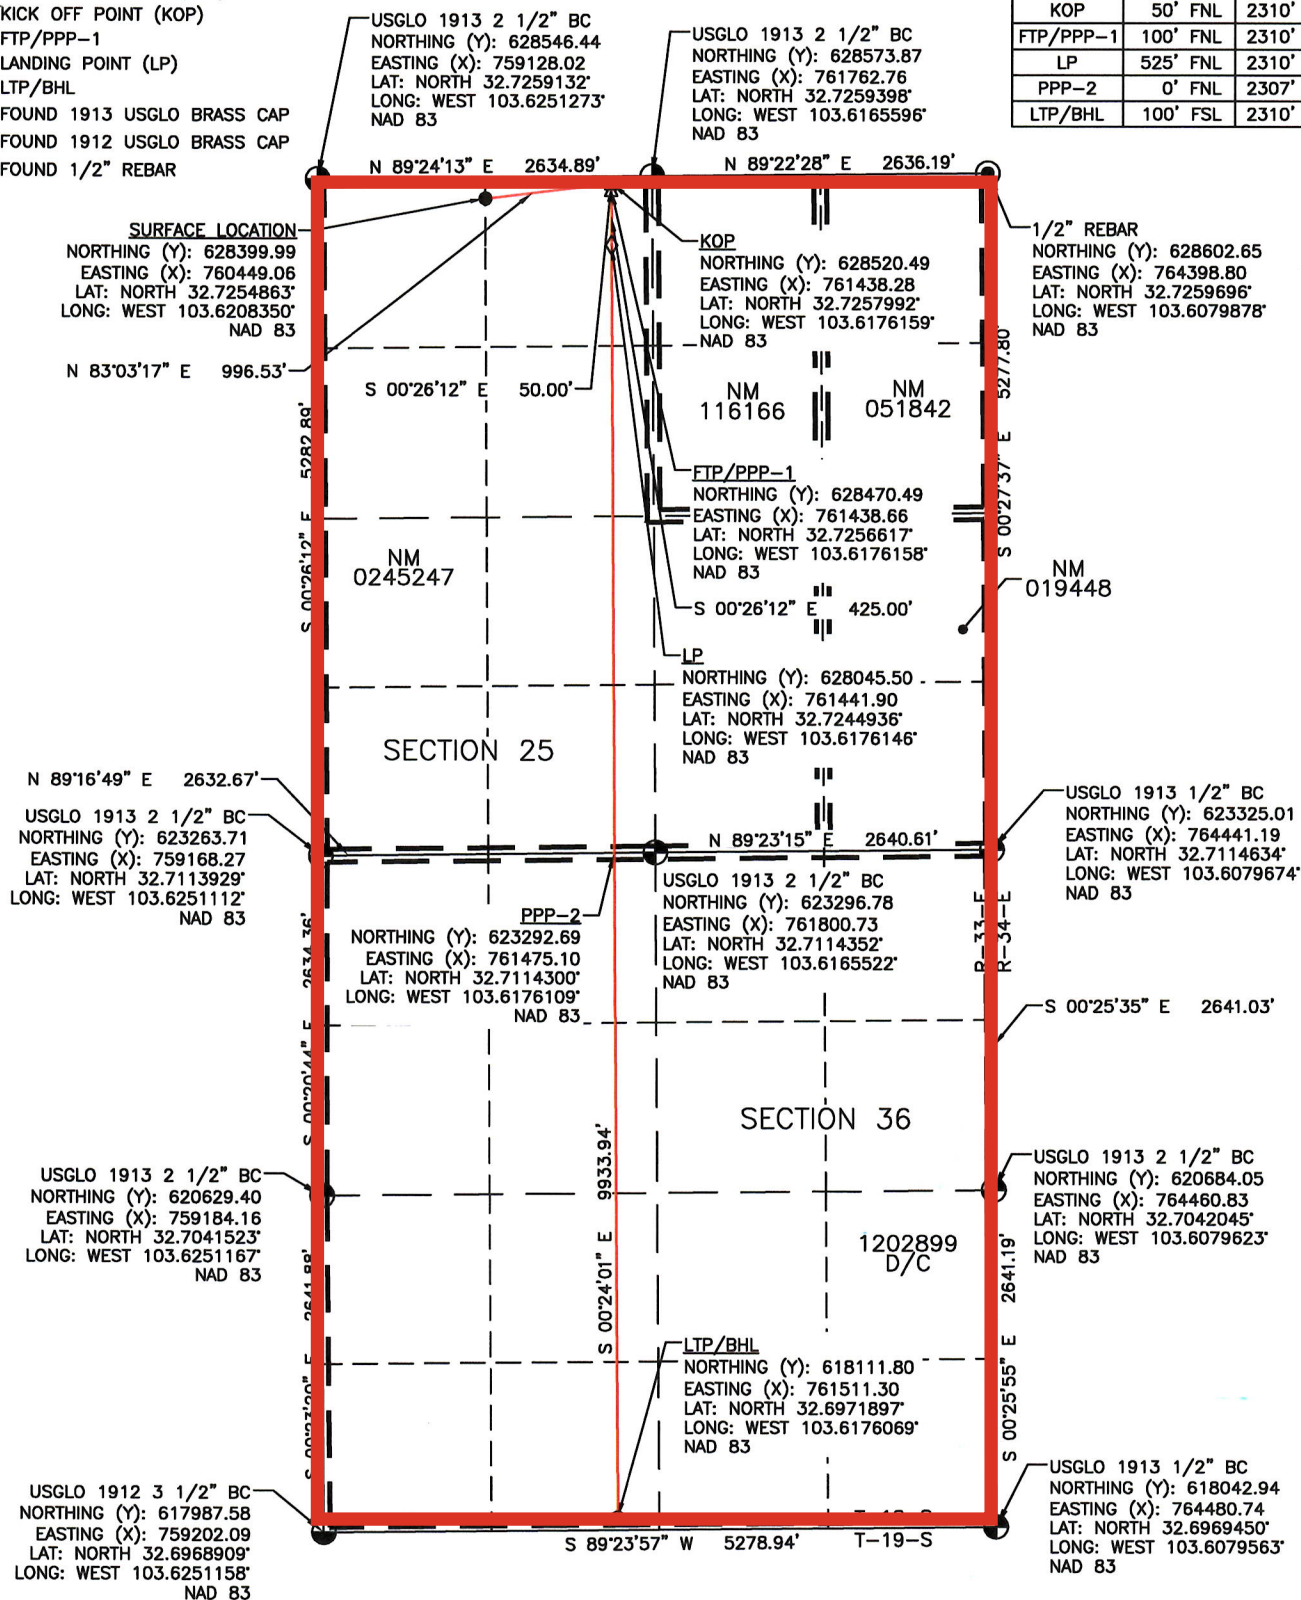 KICK OFF POINT (KOP)
FTP/PPP-1
LANDING POINT (LP)
LTP/BHL
FOUND 1913 USGLO BRASS CAP
FOUND 1912 USGLO BRASS CAP
FOUND 1/2" REBAR
USGLO 1913 2 1/2" BC
NORTHING (Y): 628546.44
EASTING (X): 759128.02
LAT: NORTH 32.7259132°
LONG: WEST 103.6251273°
NAD 83
USGLO 1913 2 1/2" BC
NORTHING (Y): 628573.87
EASTING (X): 761762.76
LAT: NORTH 32.7259398°
LONG: WEST 103.6165596°
NAD 83
KOP 50' FNL 2310'
FTP/PPP-1 100' FNL 2310'
LP 525' FNL 2310'
PPP-2 0' FNL 2307'
LTP/BHL 100' FSL 2310'
N 89°24'13" E 2634.89'
N 89°22'28" E 2636.19'
SURFACE LOCATION
NORTHING (Y): 628399.99
EASTING (X): 760449.06
LAT: NORTH 32.7254863°
LONG: WEST 103.6208350°
NAD 83
KOP
NORTHING (Y): 628520.49
EASTING (X): 761438.28
LAT: NORTH 32.7257992°
LONG: WEST 103.6176159°
NAD 83
1/2" REBAR
NORTHING (Y): 628602.65
EASTING (X): 764398.80
LAT: NORTH 32.7259696°
LONG: WEST 103.6079878°
NAD 83
N 83°03'17" E 996.53'
S 00°26'12" E 50.00'
NM
116166
NM
051842
S 00°26'12" E 5282.89'
S 00°27'37" E 5277.80'
FTP/PPP-1
NORTHING (Y): 628470.49
EASTING (X): 761438.66
LAT: NORTH 32.7256617°
LONG: WEST 103.6176158°
NAD 83
NM
0245247
NM
019448
S 00°26'12" E 425.00'
LP
NORTHING (Y): 628045.50
EASTING (X): 761441.90
LAT: NORTH 32.7244936°
LONG: WEST 103.6176146°
NAD 83
SECTION 25
N 89°16'49" E 2632.67'
USGLO 1913 2 1/2" BC
NORTHING (Y): 623263.71
EASTING (X): 759168.27
LAT: NORTH 32.7113929°
LONG: WEST 103.6251112°
NAD 83
N 89°23'15" E 2640.61'
USGLO 1913 1/2" BC
NORTHING (Y): 623325.01
EASTING (X): 764441.19
LAT: NORTH 32.7114634°
LONG: WEST 103.6079674°
NAD 83
USGLO 1913 2 1/2" BC
NORTHING (Y): 623296.78
EASTING (X): 761800.73
LAT: NORTH 32.7114352°
LONG: WEST 103.6165522°
NAD 83
PPP-2
NORTHING (Y): 623292.69
EASTING (X): 761475.10
LAT: NORTH 32.7114300°
LONG: WEST 103.6176109°
NAD 83
R-33-E
R-34-E
S 00°20'44" E 2634.36'
S 00°25'35" E 2641.03'
SECTION 36
USGLO 1913 2 1/2" BC
NORTHING (Y): 620629.40
EASTING (X): 759184.16
LAT: NORTH 32.7041523°
LONG: WEST 103.6251167°
NAD 83
S 00°24'01" E 9933.94'
USGLO 1913 2 1/2" BC
NORTHING (Y): 620684.05
EASTING (X): 764460.83
LAT: NORTH 32.7042045°
LONG: WEST 103.6079623°
NAD 83
1202899
D/C
E 2641.88'
S 00°25'55" E 2641.19'
LTP/BHL
NORTHING (Y): 618111.80
EASTING (X): 761511.30
LAT: NORTH 32.6971897°
LONG: WEST 103.6176069°
NAD 83
USGLO 1912 3 1/2" BC
NORTHING (Y): 617987.58
EASTING (X): 759202.09
LAT: NORTH 32.6968909°
LONG: WEST 103.6251158°
NAD 83
USGLO 1913 1/2" BC
NORTHING (Y): 618042.94
EASTING (X): 764480.74
LAT: NORTH 32.6969450°
LONG: WEST 103.6079563°
NAD 83
S 89°23'57" W 5278.94'
T-19-S